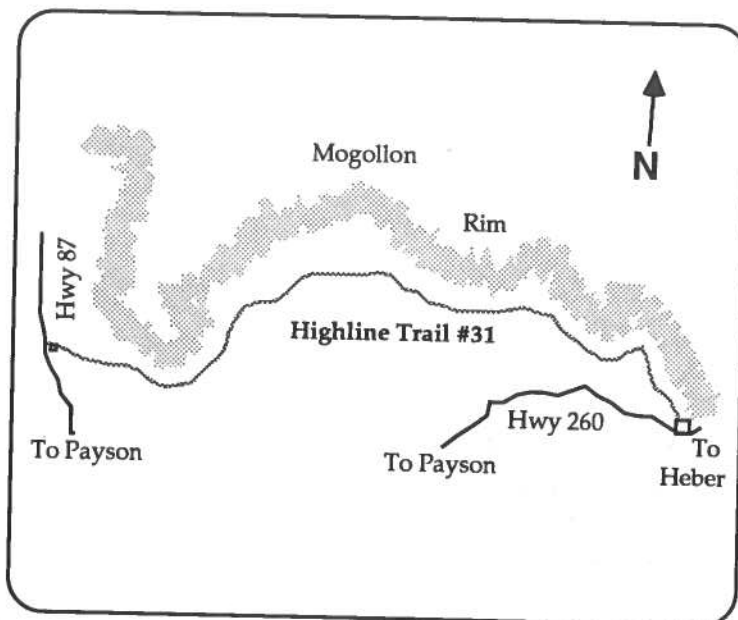 Mogollon
N
Rim
Hwy 87
Highline Trail #31
Hwy 260
To Payson
To Payson
To
Heber